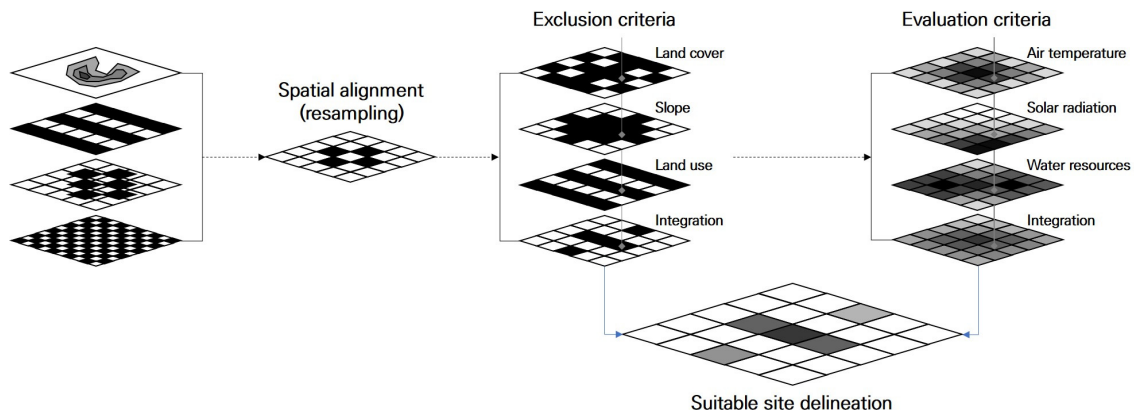 Exclusion criteria
Evaluation criteria
Land cover
Air temperature
Spatial alignment
(resampling)
Slope
Solar radiation
Land use
Water resources
Integration
Integration
Suitable site delineation